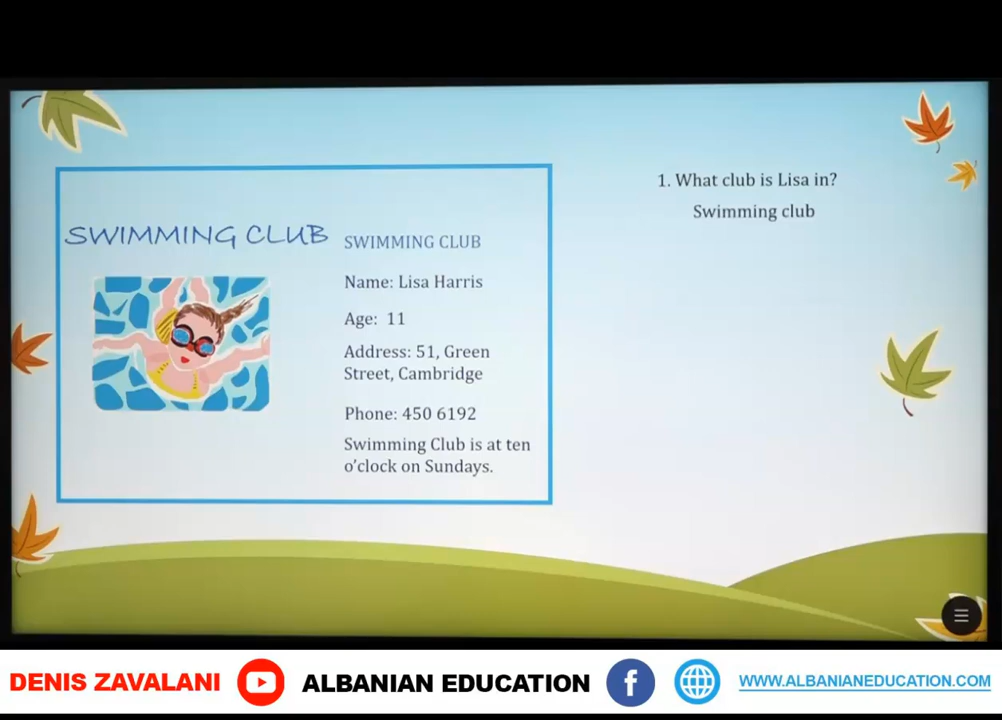 SWIMMING CLUB
SWIMMING CLUB
Name: Lisa Harris
Age: 11
Address: 51, Green
Street, Cambridge
Phone: 450 6192
Swimming Club is at ten
o'clock on Sundays.
1. What club is Lisa in?
Swimming club
DENIS ZAVALANI
ALBANIAN EDUCATION
f
WWW.ALBANIANEDUCATION.COM